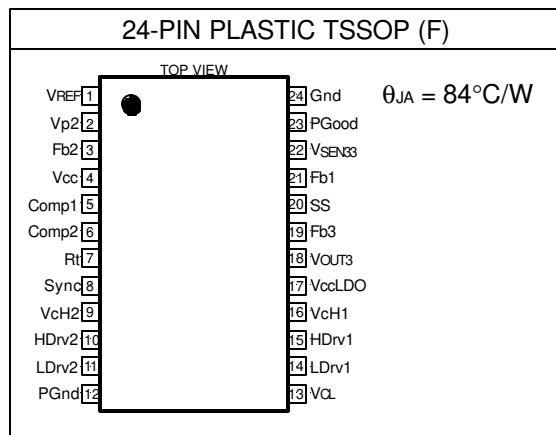 24-PIN PLASTIC TSSOP (F)
TOP VIEW
θJA = 84°C/W
VREF 1
Vp2 2
Fb2 3
Vcc 4
Comp1 5
Comp2 6
Rt 7
Sync 8
VcH2 9
HDrv2 10
LDrv2 11
PGnd 12
24 Gnd
23 PGood
22 VSEN33
21 Fb1
20 SS
19 Fb3
18 VOUT3
17 VccLDO
16 VcH1
15 HDrv1
14 LDrv1
13 VCL